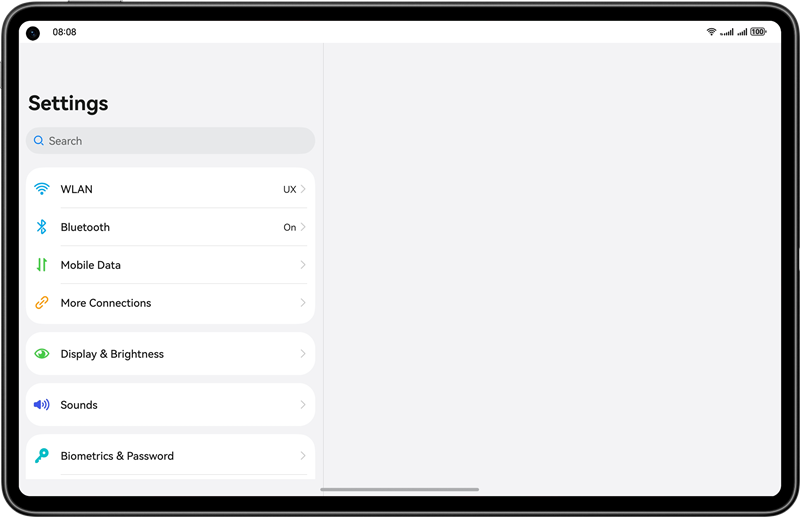 08:08
100
Settings
Search
WLAN UX
Bluetooth On
Mobile Data
More Connections
Display & Brightness
Sounds
Biometrics & Password